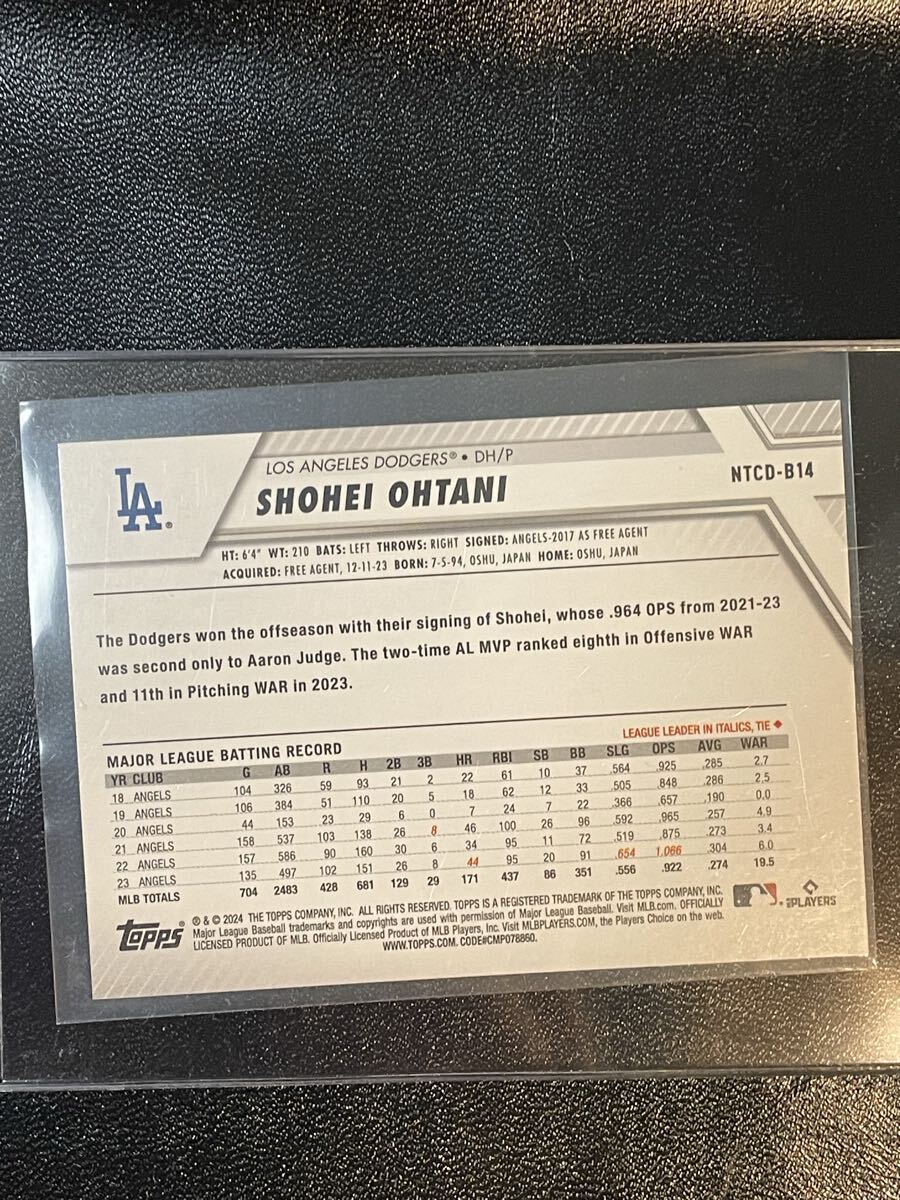 LA®
LOS ANGELES DODGERS® • DH/P
SHOHEI OHTANI
NTCD-B14
HT: 6'4" WT: 210 BATS: LEFT THROWS: RIGHT SIGNED: ANGELS-2017 AS FREE AGENT
ACQUIRED: FREE AGENT, 12-11-23 BORN: 7-5-94, OSHU, JAPAN HOME: OSHU, JAPAN
The Dodgers won the offseason with their signing of Shohei, whose .964 OPS from 2021-23
was second only to Aaron Judge. The two-time AL MVP ranked eighth in Offensive WAR
and 11th in Pitching WAR in 2023.
MAJOR LEAGUE BATTING RECORD LEAGUE LEADER IN ITALICS, TIE ♦
YR CLUB G AB R H 2B 3B HR RBI SB BB SLG OPS AVG WAR
18 ANGELS 104 326 59 93 21 2 22 61 10 37 .564 .925 .285 2.7
19 ANGELS 106 384 51 110 20 5 18 62 12 33 .505 .848 .286 2.5
20 ANGELS 44 153 23 29 6 0 7 24 7 22 .366 .657 .190 0.0
21 ANGELS 158 537 103 138 26 8 46 100 26 96 .592 .965 .257 4.9
22 ANGELS 157 586 90 160 30 6 34 95 11 72 .519 .875 .273 3.4
23 ANGELS 135 497 102 151 26 8 44 95 20 91 .654 1.066 .304 6.0
MLB TOTALS 704 2483 428 681 129 29 171 437 86 351 .556 .922 .274 19.5
Topps®
® & © 2024 THE TOPPS COMPANY, INC. ALL RIGHTS RESERVED. TOPPS IS A REGISTERED TRADEMARK OF THE TOPPS COMPANY, INC.
Major League Baseball trademarks and copyrights are used with permission of Major League Baseball. Visit MLB.com. OFFICIALLY
LICENSED PRODUCT OF MLB. Officially Licensed Product of MLB Players, Inc. Visit MLBPLAYERS.COM, the Players Choice on the web.
WWW.TOPPS.COM. CODE#CMP078860.
PLAYERS